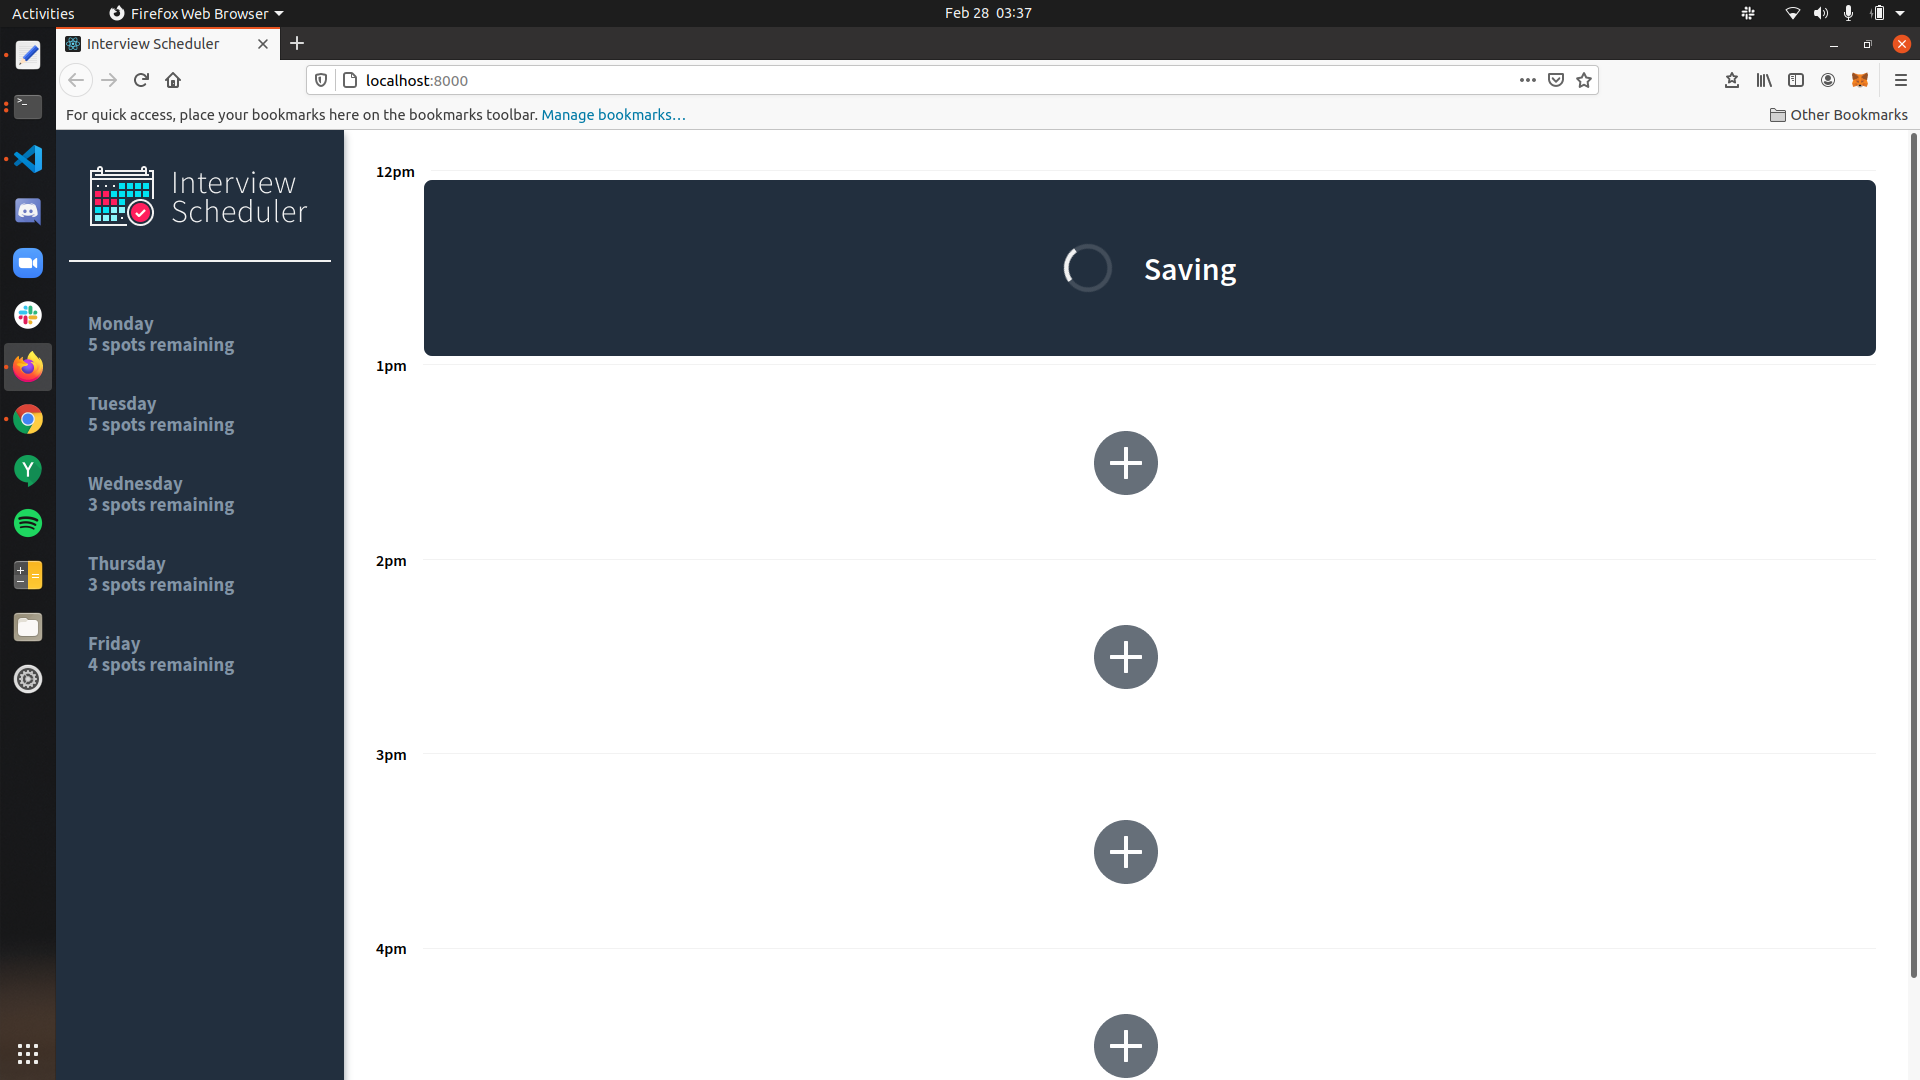 Activities
Firefox Web Browser
Feb 28 03:37
Interview Scheduler
localhost:8000
For quick access, place your bookmarks here on the bookmarks toolbar. Manage bookmarks…
Other Bookmarks
Interview
Scheduler
Monday
5 spots remaining
Tuesday
5 spots remaining
Wednesday
3 spots remaining
Thursday
3 spots remaining
Friday
4 spots remaining
12pm
Saving
1pm
2pm
3pm
4pm